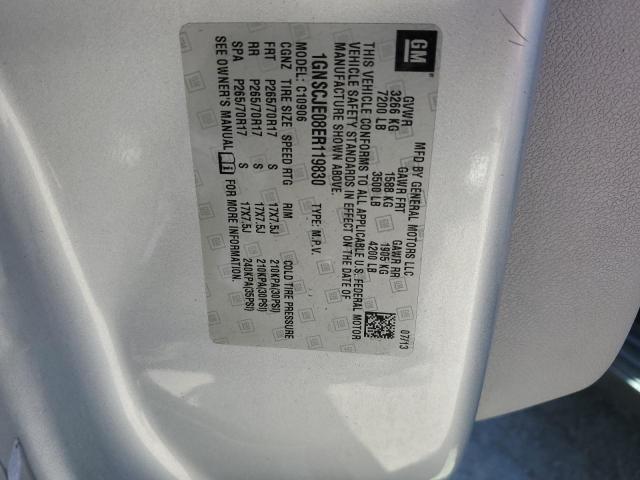 GM
MFD BY GENERAL MOTORS LLC 07/13
GVWR GAWR FRT GAWR RR
3266 KG 1588 KG 1905 KG
7200 LB 3500 LB 4200 LB
THIS VEHICLE CONFORMS TO ALL APPLICABLE U.S. FEDERAL MOTOR
VEHICLE SAFETY STANDARDS IN EFFECT ON THE DATE OF
MANUFACTURE SHOWN ABOVE.
1GNSCJE08ER119830 TYPE: M.P.V.
MODEL: C10906
CGNZ TIRE SIZE SPEED RTG RIM COLD TIRE PRESSURE
FRT P265/70R17 S 17X7.5J 210KPA(30PSI)
RR P265/70R17 S 17X7.5J 210KPA(30PSI)
SPA P265/70R17 S 17X7.5J 240KPA(35PSI)
SEE OWNER'S MANUAL FOR MORE INFORMATION.